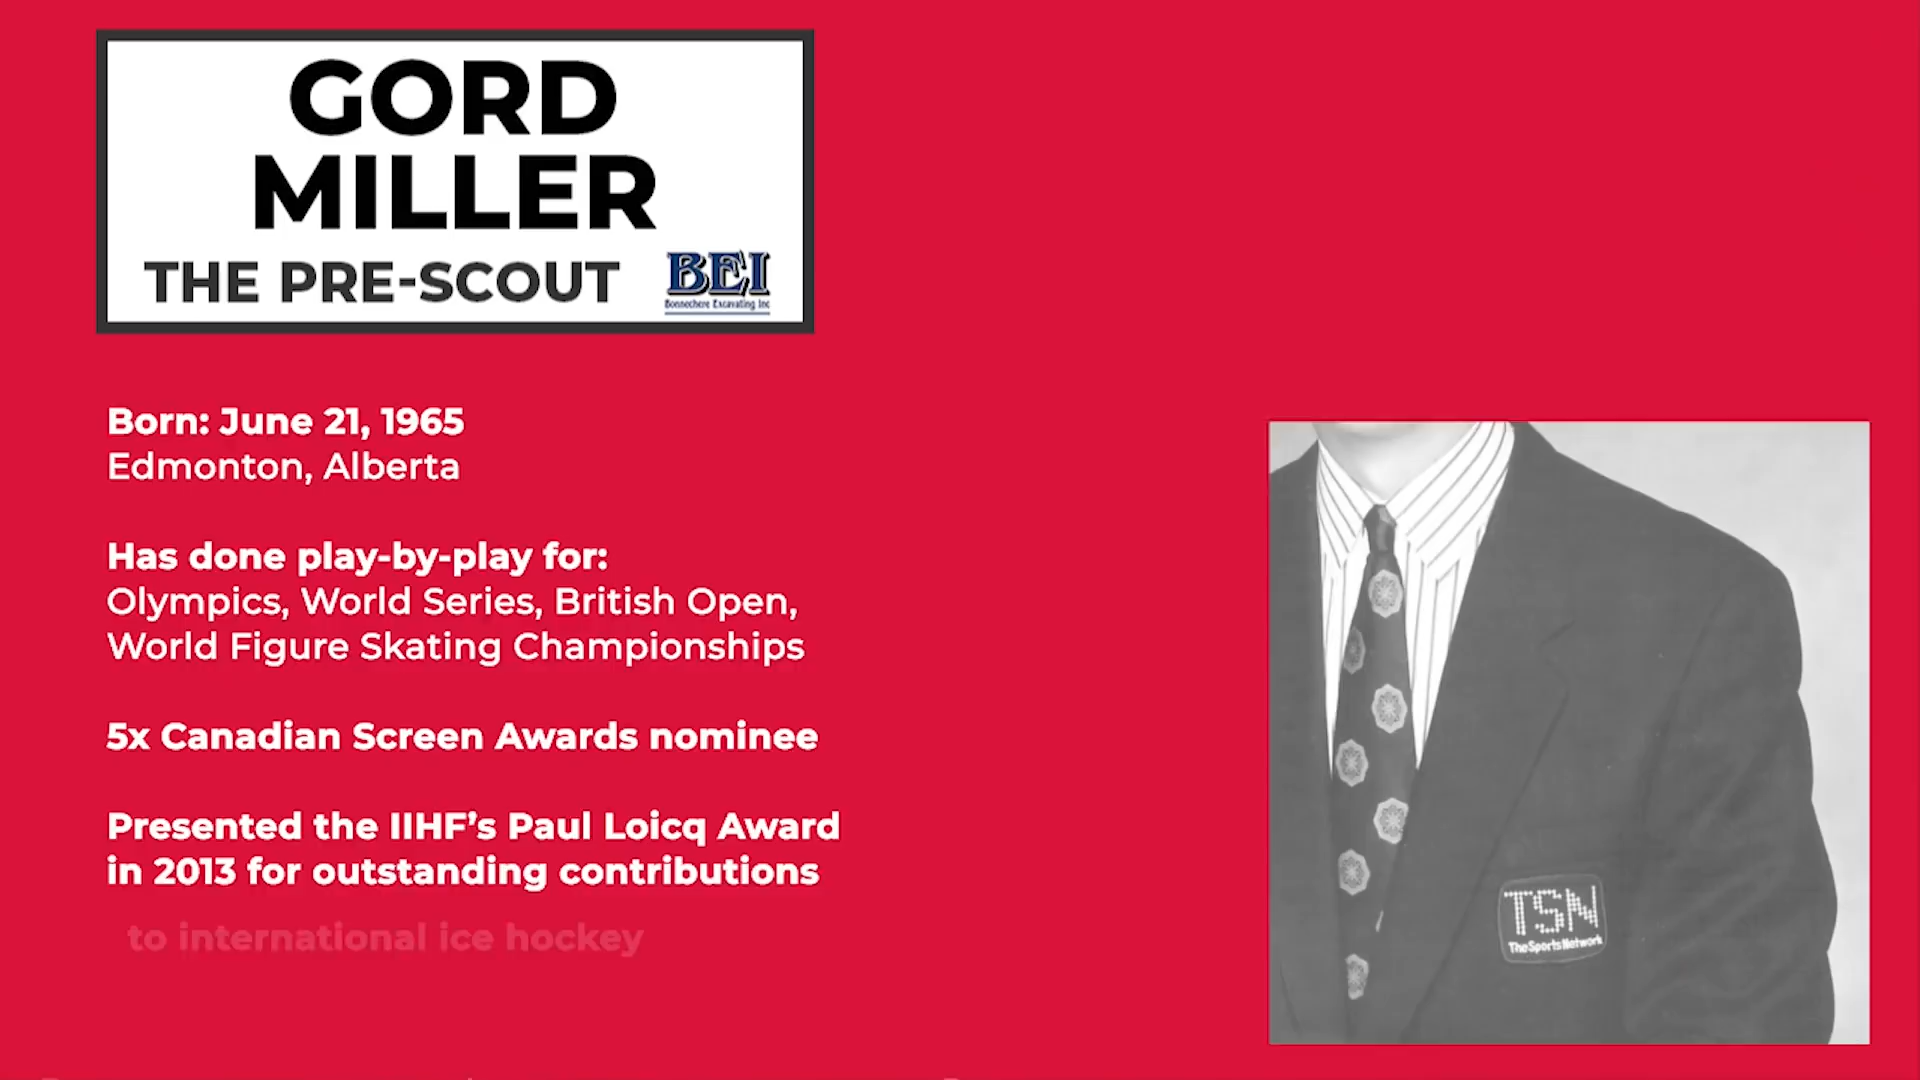 GORD
MILLER
THE PRE-SCOUT
BEI
Bonnechere Excavating Inc
Born: June 21, 1965
Edmonton, Alberta
Has done play-by-play for:
Olympics, World Series, British Open,
World Figure Skating Championships
5x Canadian Screen Awards nominee
Presented the IIHF’s Paul Loicq Award
in 2013 for outstanding contributions
to international ice hockey
TSN
The Sports Network